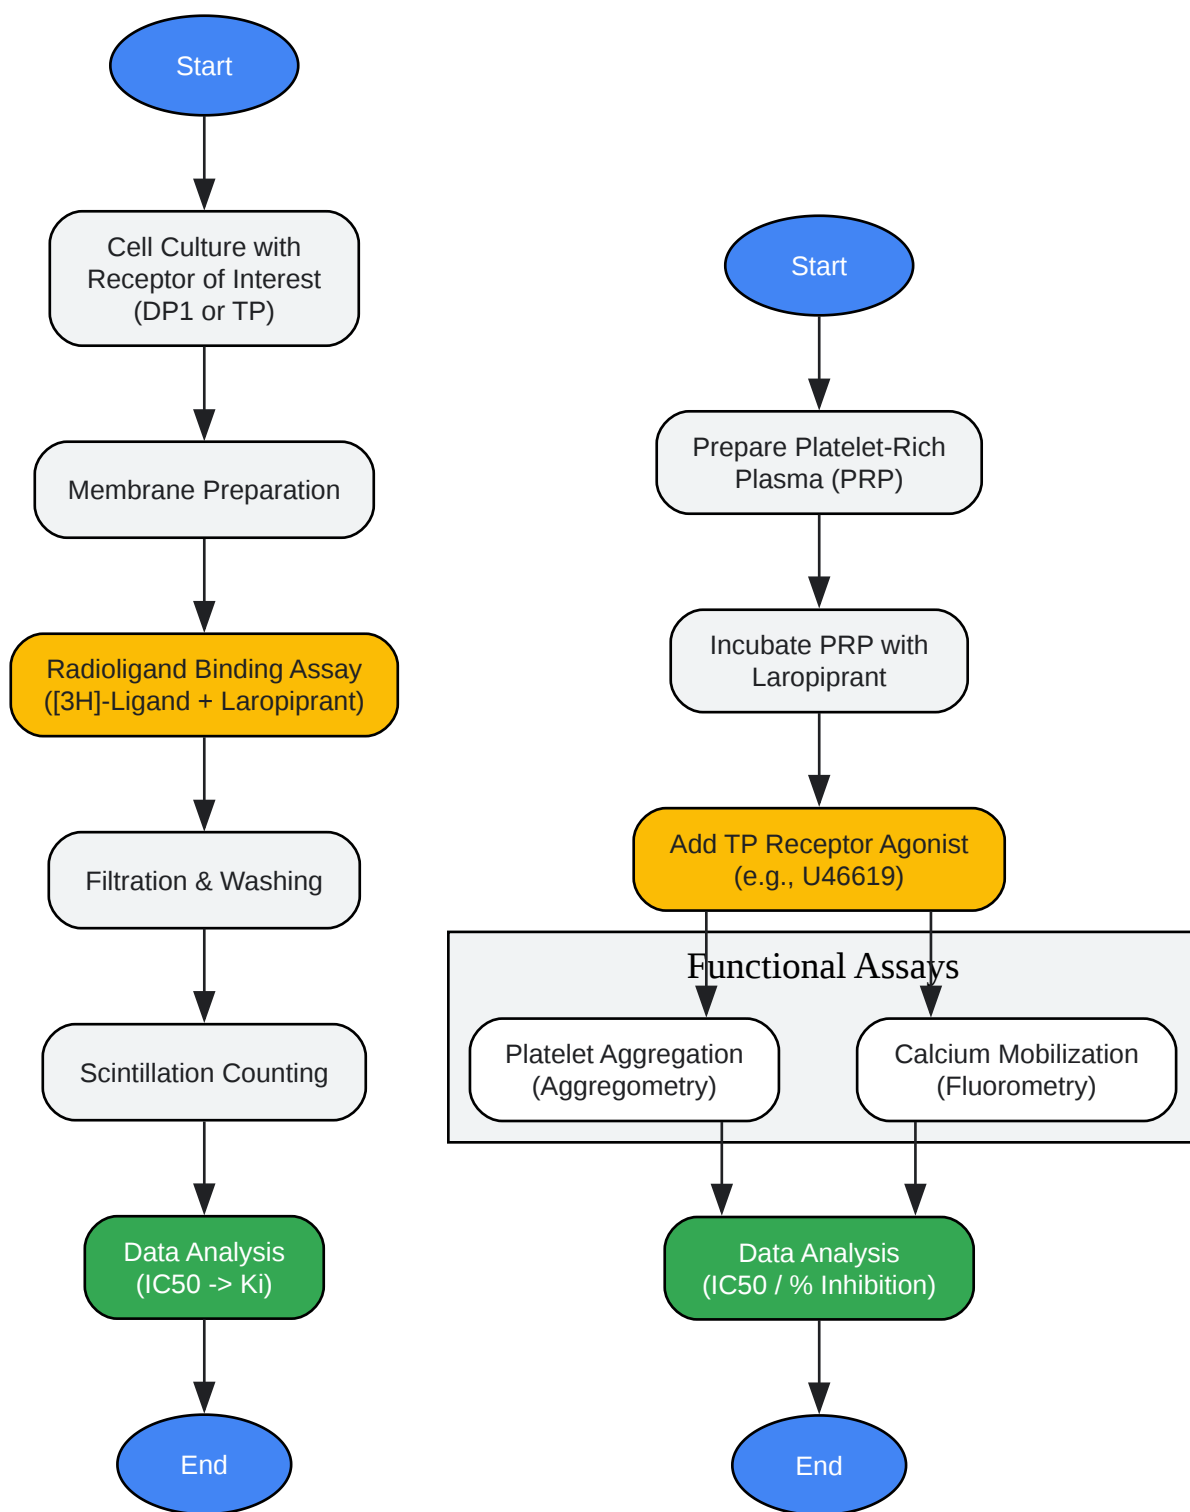 Start
Cell Culture with
Receptor of Interest
(DP1 or TP)
Membrane Preparation
Radioligand Binding Assay
([3H]-Ligand + Laropiprant)
Filtration & Washing
Scintillation Counting
Data Analysis
(IC50 -> Ki)
End
Start
Prepare Platelet-Rich
Plasma (PRP)
Incubate PRP with
Laropiprant
Add TP Receptor Agonist
(e.g., U46619)
Functional Assays
Platelet Aggregation
(Aggregometry)
Calcium Mobilization
(Fluorometry)
Data Analysis
(IC50 / % Inhibition)
End